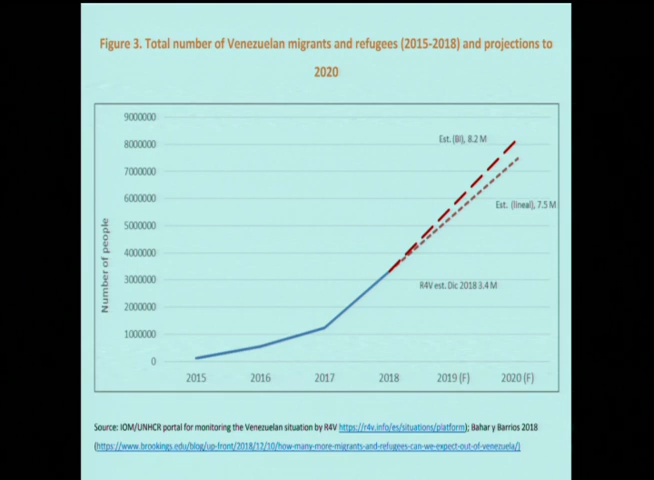 Figure 3. Total number of Venezuelan migrants and refugees (2015-2018) and projections to
2020
9000000
8000000
7000000
6000000
5000000
4000000
3000000
2000000
1000000
0
Number of people
Est. (BI), 8.2 M
Est. (lineal), 7.5 M
R4V est. Dic 2018 3.4 M
2015 2016 2017 2018 2019 (F) 2020 (F)
Source: IOM/UNHCR portal for monitoring the Venezuelan situation by R4V https://r4v.info/es/situations/platform); Bahar y Barrios 2018
(https://www.brookings.edu/blog/up-front/2018/12/10/how-many-more-migrants-and-refugees-can-we-expect-out-of-venezuela/)